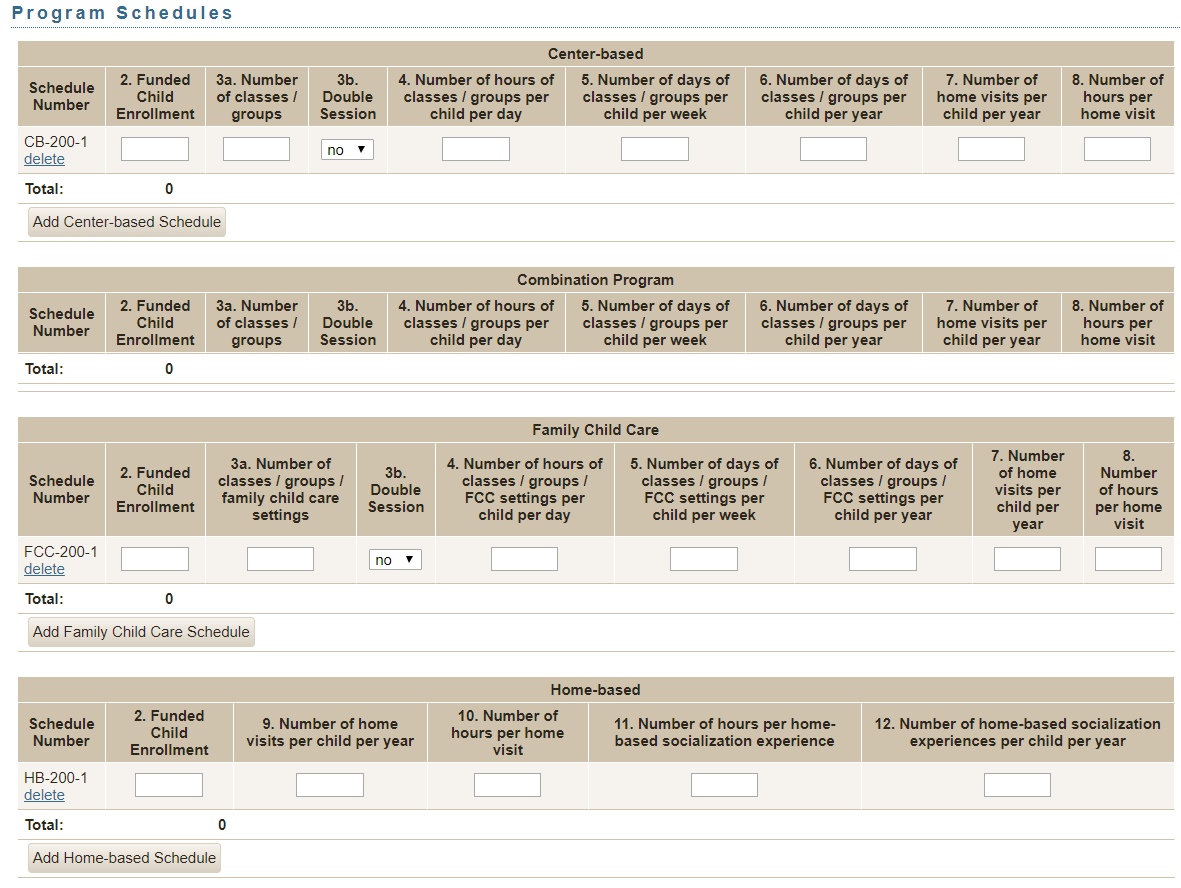 Program Schedules
Center-based
Schedule Number
2. Funded Child Enrollment
3a. Number of classes / groups
3b. Double Session
4. Number of hours of classes / groups per child per day
5. Number of days of classes / groups per child per week
6. Number of days of classes / groups per child per year
7. Number of home visits per child per year
8. Number of hours per home visit
CB-200-1
delete
no
Total: 0
Add Center-based Schedule
Combination Program
Schedule Number
2. Funded Child Enrollment
3a. Number of classes / groups
3b. Double Session
4. Number of hours of classes / groups per child per day
5. Number of days of classes / groups per child per week
6. Number of days of classes / groups per child per year
7. Number of home visits per child per year
8. Number of hours per home visit
Total: 0
Family Child Care
Schedule Number
2. Funded Child Enrollment
3a. Number of classes / groups / family child care settings
3b. Double Session
4. Number of hours of classes / groups / FCC settings per child per day
5. Number of days of classes / groups / FCC settings per child per week
6. Number of days of classes / groups / FCC settings per child per year
7. Number of home visits per child per year
8. Number of hours per home visit
FCC-200-1
delete
no
Total: 0
Add Family Child Care Schedule
Home-based
Schedule Number
2. Funded Child Enrollment
9. Number of home visits per child per year
10. Number of hours per home visit
11. Number of hours per home-based socialization experience
12. Number of home-based socialization experiences per child per year
HB-200-1
delete
Total: 0
Add Home-based Schedule